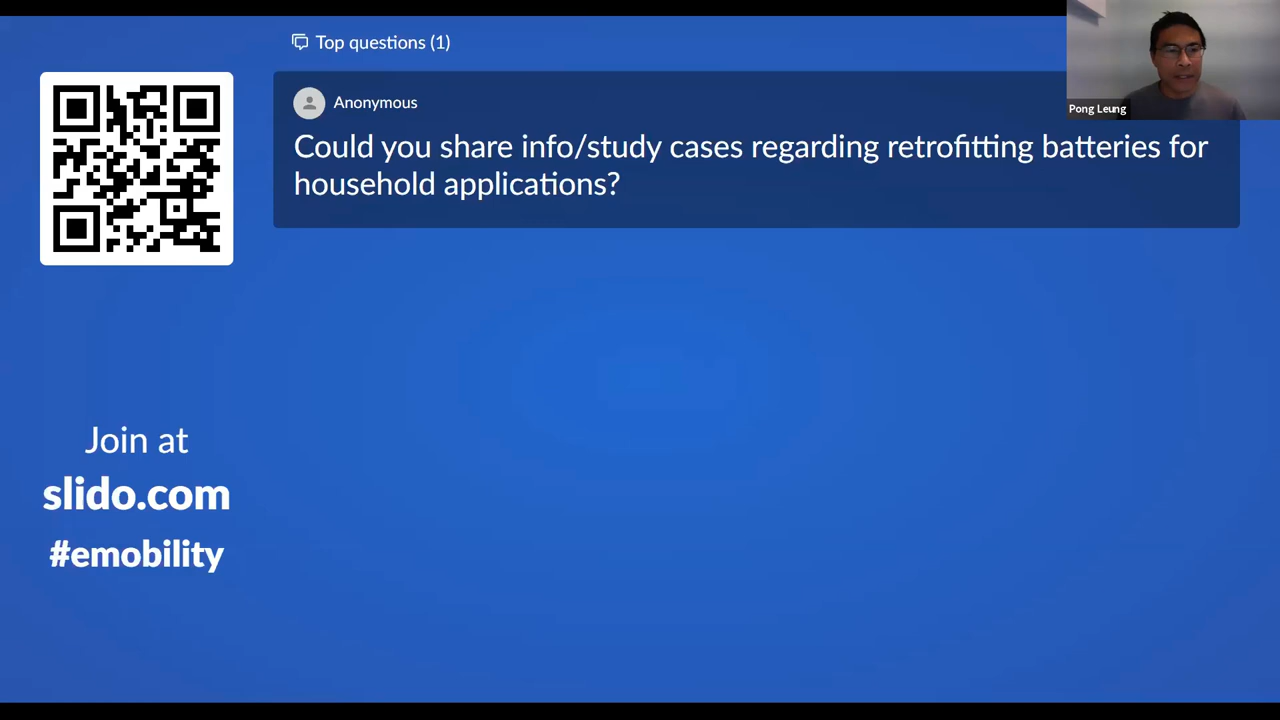 Top questions (1)
Anonymous
Could you share info/study cases regarding retrofitting batteries for
household applications?
Pong Leung
Join at
slido.com
#emobility